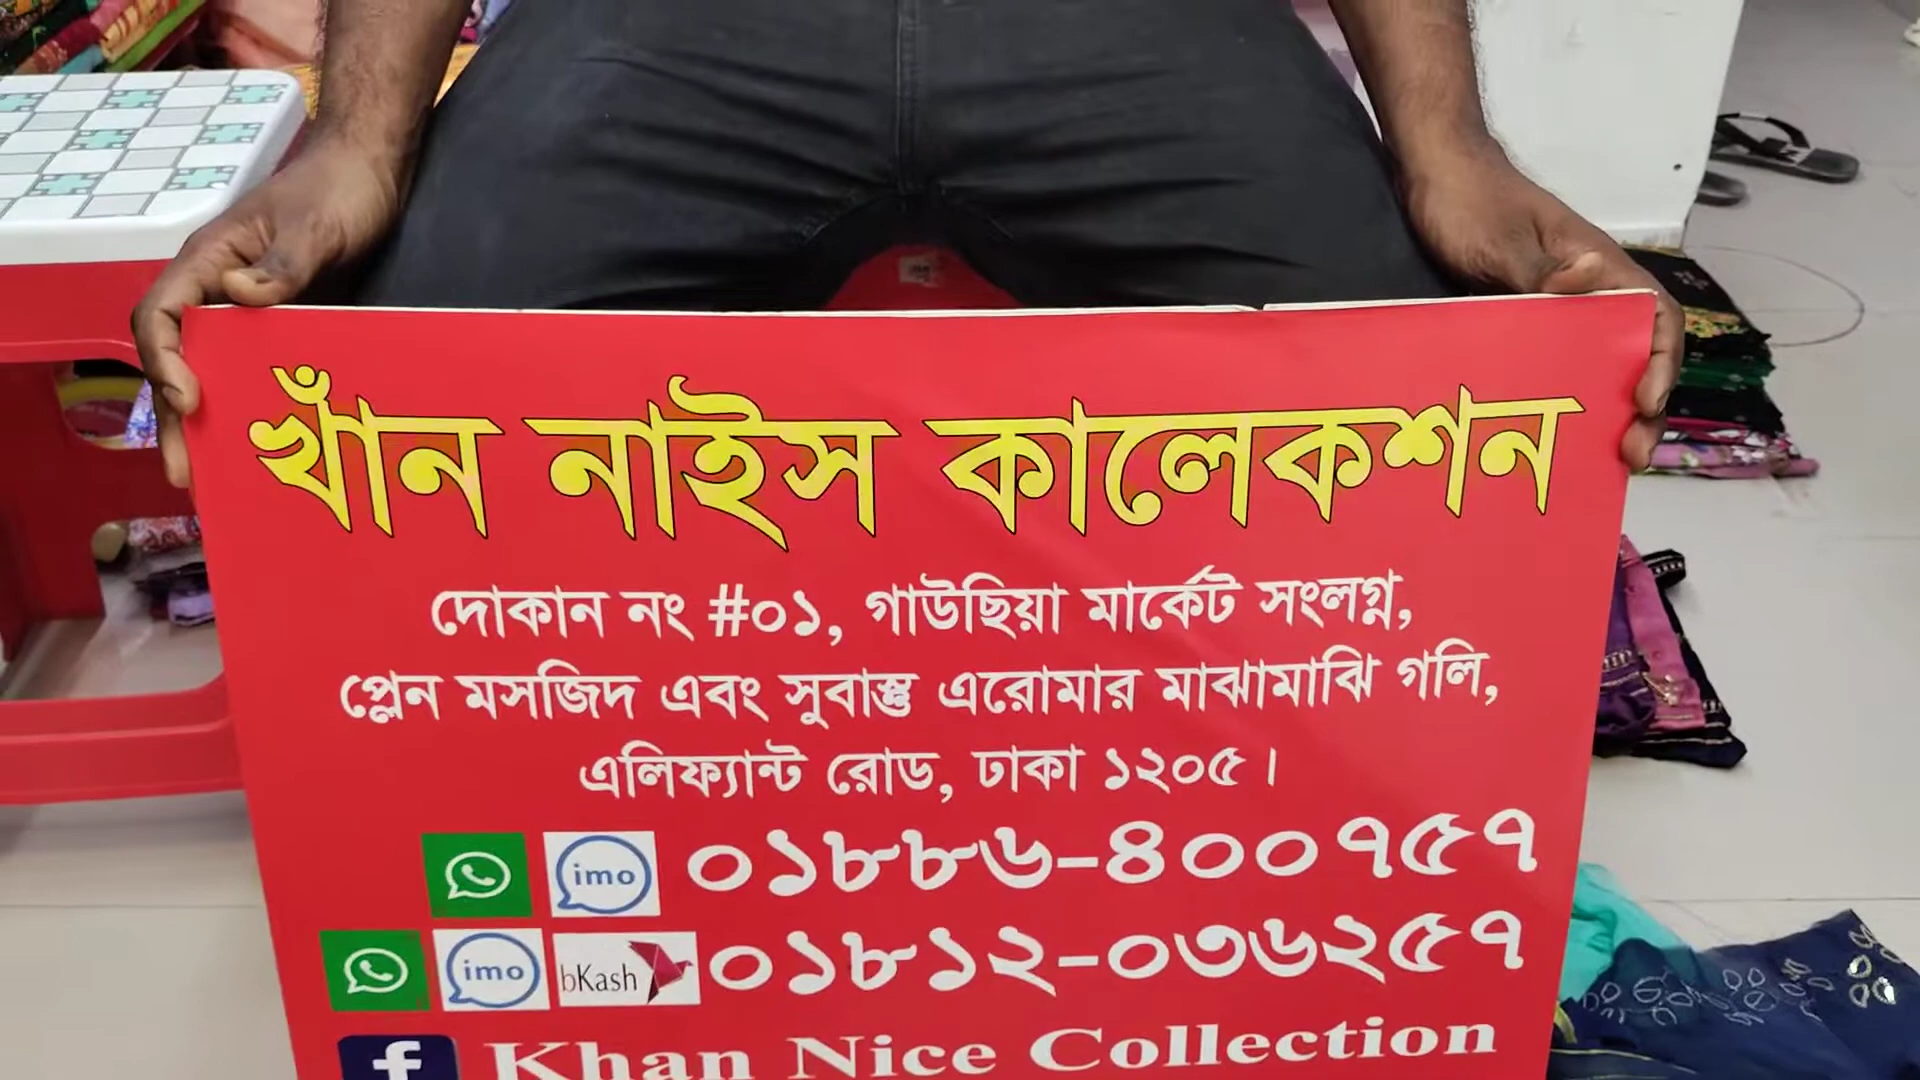 খাঁন নাইস কালেকশন
দোকান নং #০১, গাউছিয়া মার্কেট সংলগ্ন,
প্লেন মসজিদ এবং সুবাস্তু এরোমার মাঝামাঝি গলি,
এলিফ্যান্ট রোড, ঢাকা ১২০৫।
imo ০১৮৮৬-৪০০৭৫৭
imo bKash ০১৮১২-০৩৬২৫৭
f Khan Nice Collection